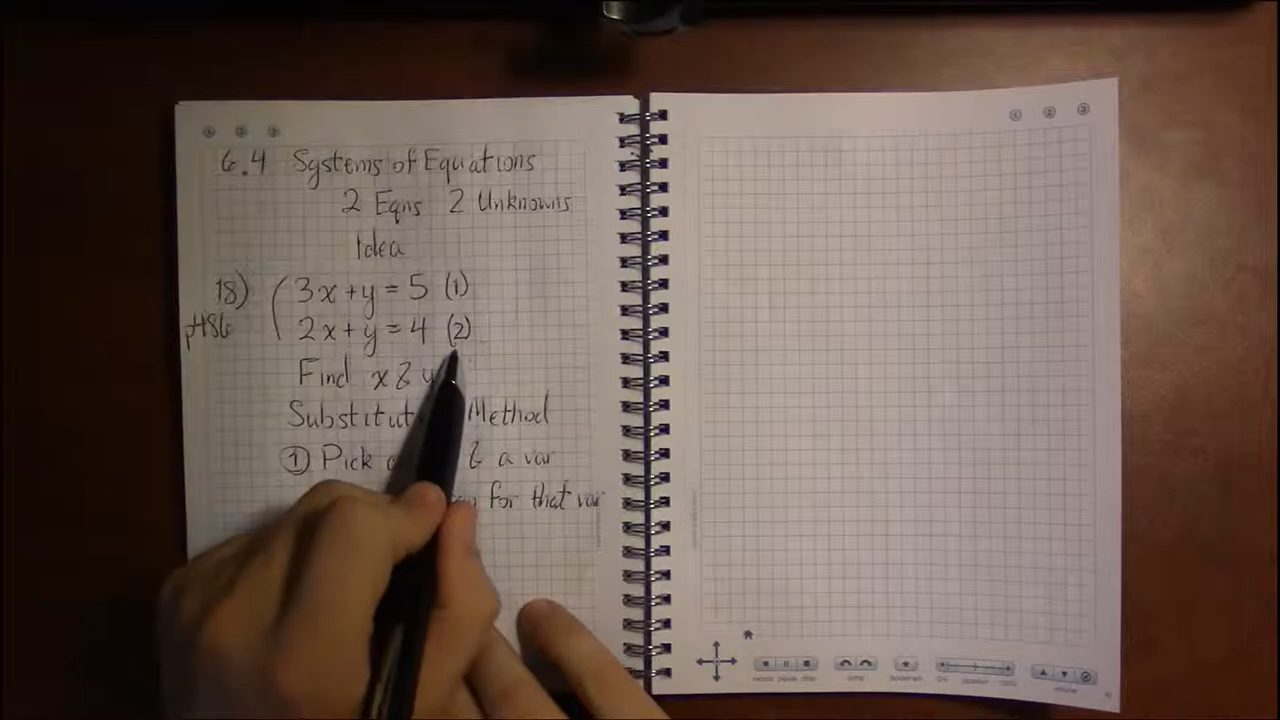 6.4 Systems of Equations
2 Eqns 2 Unknowns
Idea
18) 3x + y = 5 (1)
p486 2x + y = 4 (2)
Find x & y
Method
① Pick & a var
for that var